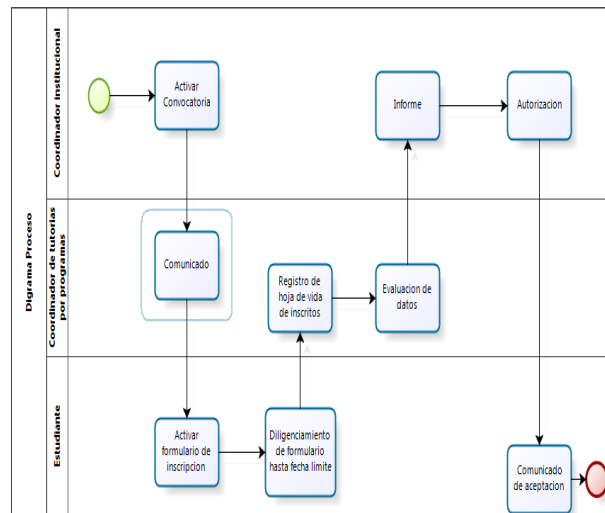 Digrama Proceso
Coordinador Institucional
Activar
Convocatoria
Informe
Autorizacion
Coordinador de tutorias
por programas
Comunicado
Registro de
hoja de vida
de inscritos
Evaluacion de
datos
Estudiante
Activar
formulario de
inscripcion
Diligenciamiento
de formulario
hasta fecha limite
Comunicado
de aceptacion